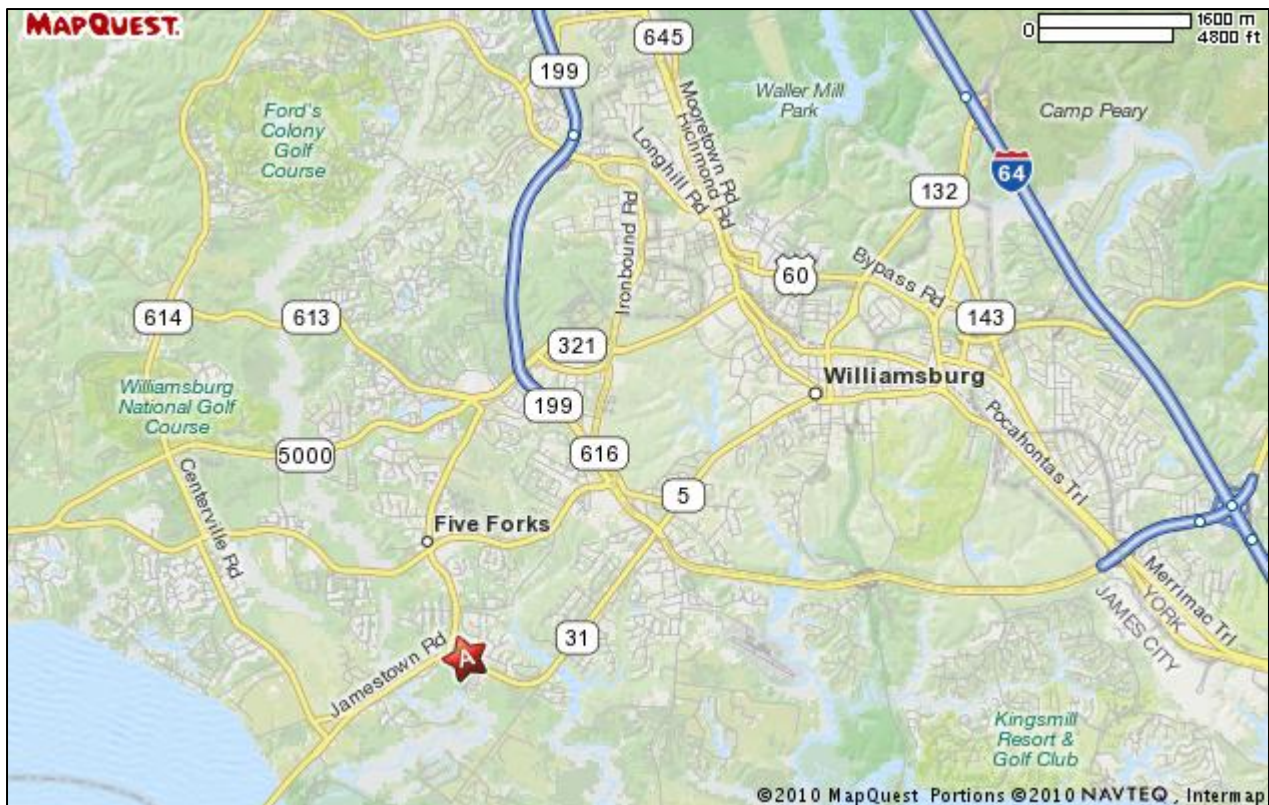 MAPQUEST.
1600 m
0
4800 ft
645
199
Ford's
Colony
Golf
Course
Waller Mill
Park
Camp Peary
Mooretown Rd
Richmond Rd
Longhill Rd
64
132
Ironbound Rd
60
Bypass Rd
614
613
143
321
Williamsburg
Williamsburg
National Golf
Course
199
Pocahontas Trl
5000
616
Centerville Rd
5
Five Forks
Merrimac Trl
YORK
JAMES CITY
31
A
Jamestown Rd
Kingsmill
Resort &
Golf Club
©2010 MapQuest Portions ©2010 NAVTEQ, Intermap